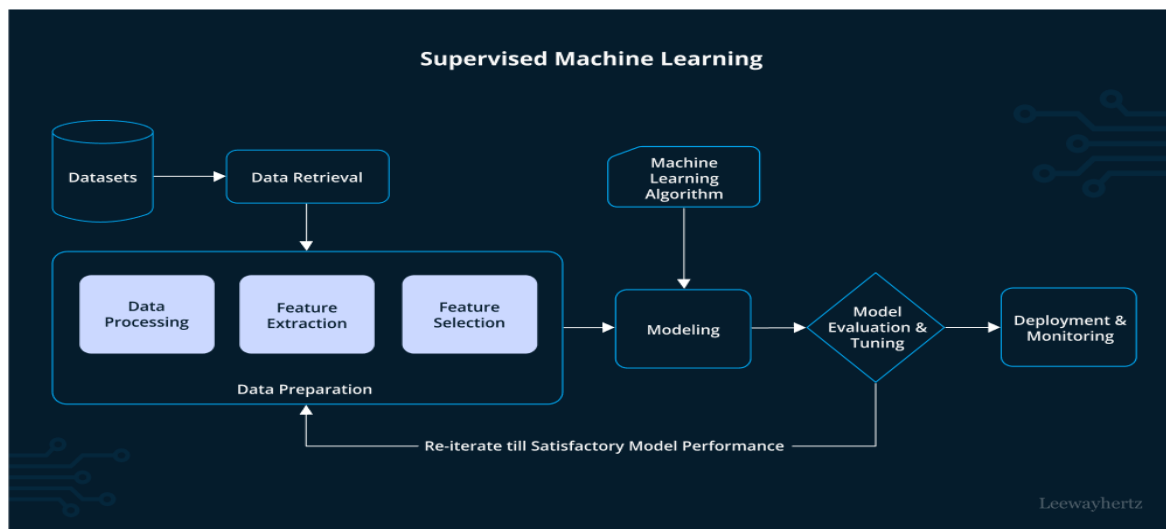 Supervised Machine Learning
Datasets
Data Retrieval
Machine
Learning
Algorithm
Data
Processing
Feature
Extraction
Feature
Selection
Data Preparation
Modeling
Model
Evaluation &
Tuning
Deployment &
Monitoring
Re-iterate till Satisfactory Model Performance
Leewayhertz